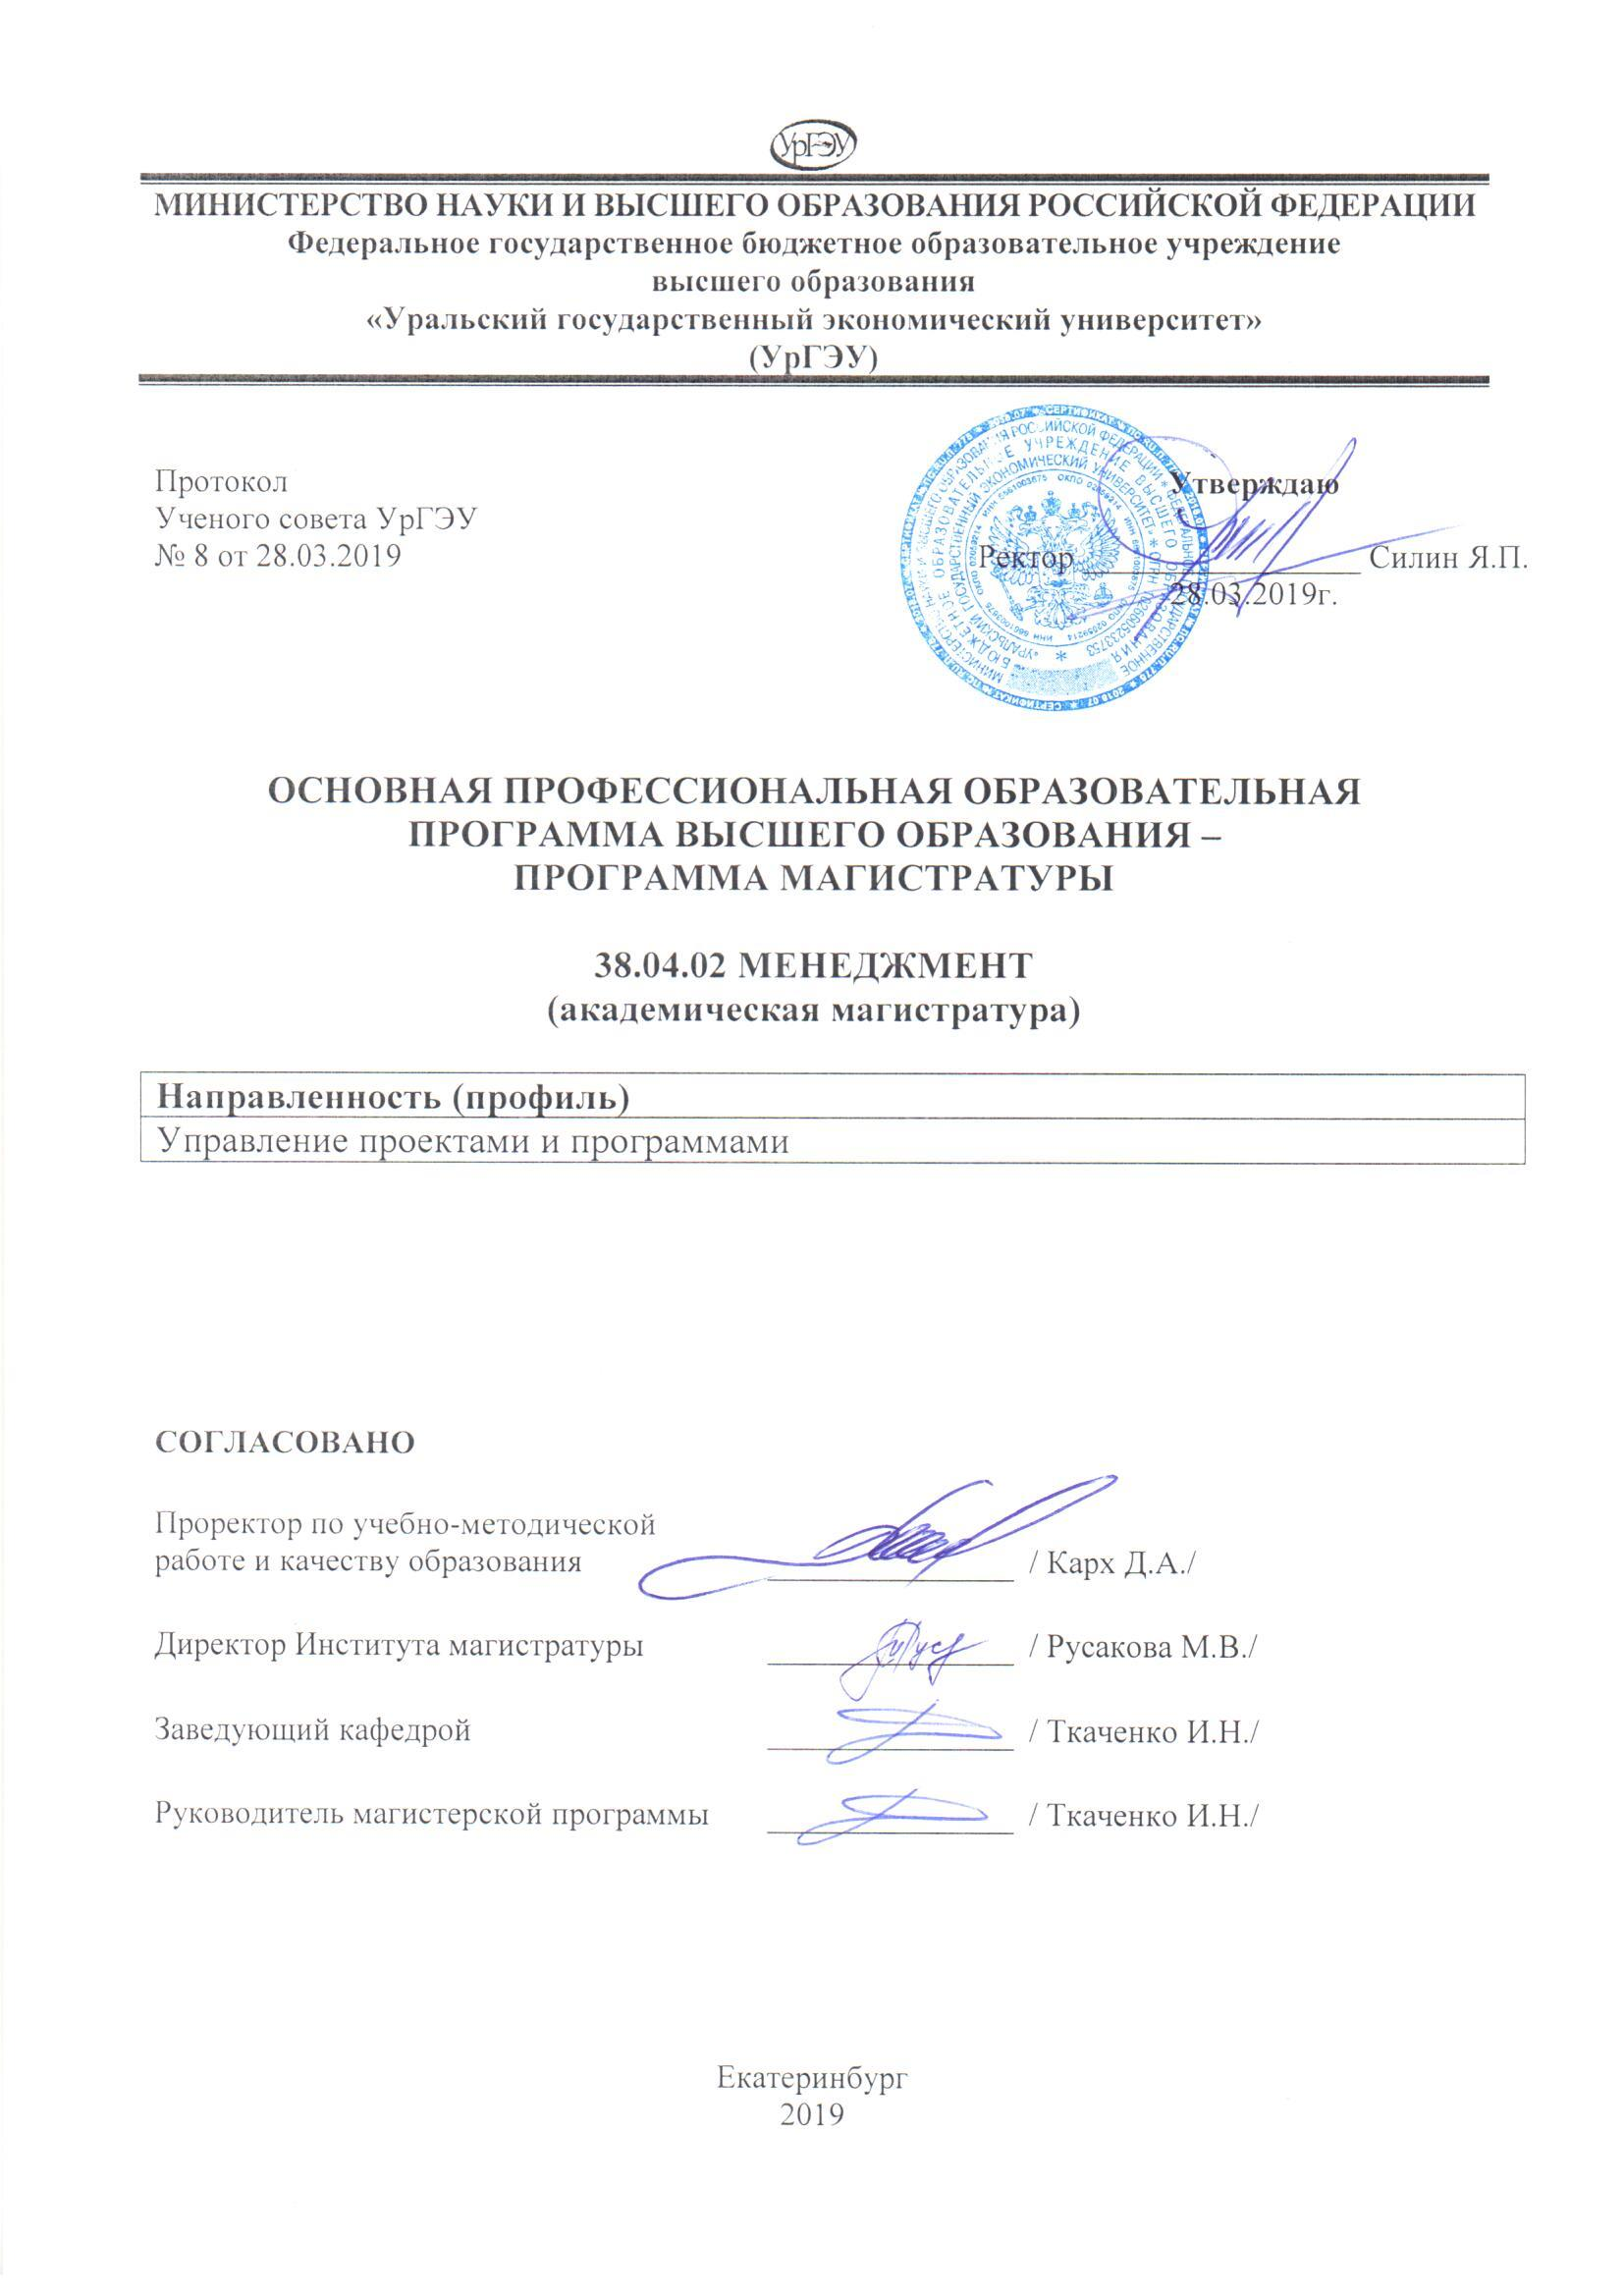 УрГЭУ
МИНИСТЕРСТВО НАУКИ И ВЫСШЕГО ОБРАЗОВАНИЯ РОССИЙСКОЙ ФЕДЕРАЦИИ
Федеральное государственное бюджетное образовательное учреждение
высшего образования
«Уральский государственный экономический университет»
(УрГЭУ)
Протокол
Ученого совета УрГЭУ
№ 8 от 28.03.2019
Утверждаю
Ректор Силин Я.П.
28.03.2019г.
ОСНОВНАЯ ПРОФЕССИОНАЛЬНАЯ ОБРАЗОВАТЕЛЬНАЯ
ПРОГРАММА ВЫСШЕГО ОБРАЗОВАНИЯ –
ПРОГРАММА МАГИСТРАТУРЫ
38.04.02 МЕНЕДЖМЕНТ
(академическая магистратура)
Направленность (профиль)
Управление проектами и программами
СОГЛАСОВАНО
Проректор по учебно-методической
работе и качеству образования / Карх Д.А./
Директор Института магистратуры / Русакова М.В./
Заведующий кафедрой / Ткаченко И.Н./
Руководитель магистерской программы / Ткаченко И.Н./
Екатеринбург
2019